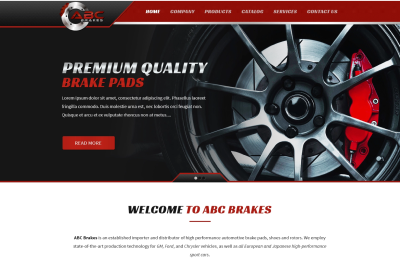 ABC
BRAKES
HOME COMPANY PRODUCTS CATALOG SERVICES CONTACT US
PREMIUM QUALITY
BRAKE PADS
Lorem ipsum dolor sit amet, consectetur adipiscing elit. Phasellus laoreet
fringilla commodo. Duis molestie urna est, nec lobortis orci feugiat non.
Quisque et arcu et ex vulputate rhoncus non at metus....
READ MORE
WELCOME TO ABC BRAKES
ABC Brakes is an established importer and distributor of high performance automotive brake pads, shoes and rotors. We employ
state-of-the-art production technology for GM, Ford, and Chrysler vehicles, as well as all European and Japanese high performance
sport cars.